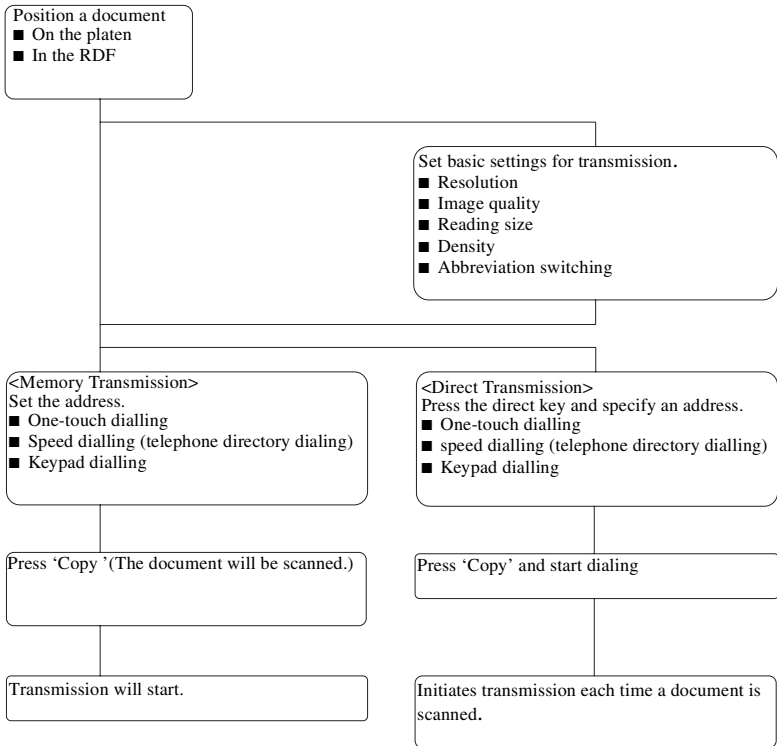 Position a document
■ On the platen
■ In the RDF
Set basic settings for transmission.
■ Resolution
■ Image quality
■ Reading size
■ Density
■ Abbreviation switching
<Memory Transmission>
Set the address.
■ One-touch dialling
■ Speed dialling (telephone directory dialing)
■ Keypad dialling
<Direct Transmission>
Press the direct key and specify an address.
■ One-touch dialling
■ speed dialling (telephone directory dialling)
■ Keypad dialling
Press ‘Copy ’(The document will be scanned.)
Press ‘Copy’ and start dialing
Transmission will start.
Initiates transmission each time a document is
scanned.